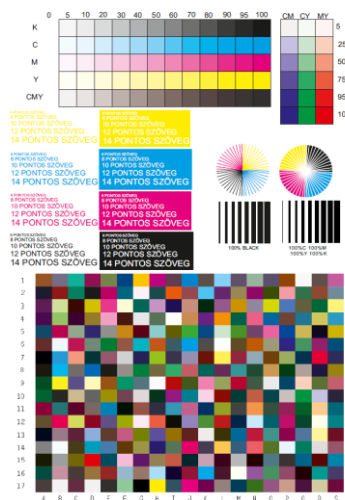 0 5 10 20 30 40 50 60 70 80 90 95 100
K
C
M
Y
CMY
CM CY MY
5
25
75
95
10
6 PONTOS SZÖVEG
8 PONTOS SZÖVEG
10 PONTOS SZÖVEG
12 PONTOS SZÖVEG
14 PONTOS SZÖVEG
6 PONTOS SZÖVEG
8 PONTOS SZÖVEG
10 PONTOS SZÖVEG
12 PONTOS SZÖVEG
14 PONTOS SZÖVEG
6 PONTOS SZÖVEG
8 PONTOS SZÖVEG
10 PONTOS SZÖVEG
12 PONTOS SZÖVEG
14 PONTOS SZÖVEG
6 PONTOS SZÖVEG
8 PONTOS SZÖVEG
10 PONTOS SZÖVEG
12 PONTOS SZÖVEG
14 PONTOS SZÖVEG
6 PONTOS SZÖVEG
8 PONTOS SZÖVEG
10 PONTOS SZÖVEG
12 PONTOS SZÖVEG
14 PONTOS SZÖVEG
6 PONTOS SZÖVEG
8 PONTOS SZÖVEG
10 PONTOS SZÖVEG
12 PONTOS SZÖVEG
14 PONTOS SZÖVEG
6 PONTOS SZÖVEG
8 PONTOS SZÖVEG
10 PONTOS SZÖVEG
12 PONTOS SZÖVEG
14 PONTOS SZÖVEG
6 PONTOS SZÖVEG
8 PONTOS SZÖVEG
10 PONTOS SZÖVEG
12 PONTOS SZÖVEG
14 PONTOS SZÖVEG
100% BLACK
100%C 100%M
100%Y 100%K
1
2
3
4
5
6
7
8
9
10
11
12
13
14
15
16
17
A B C D E F G H I J K L M N O P Q R S